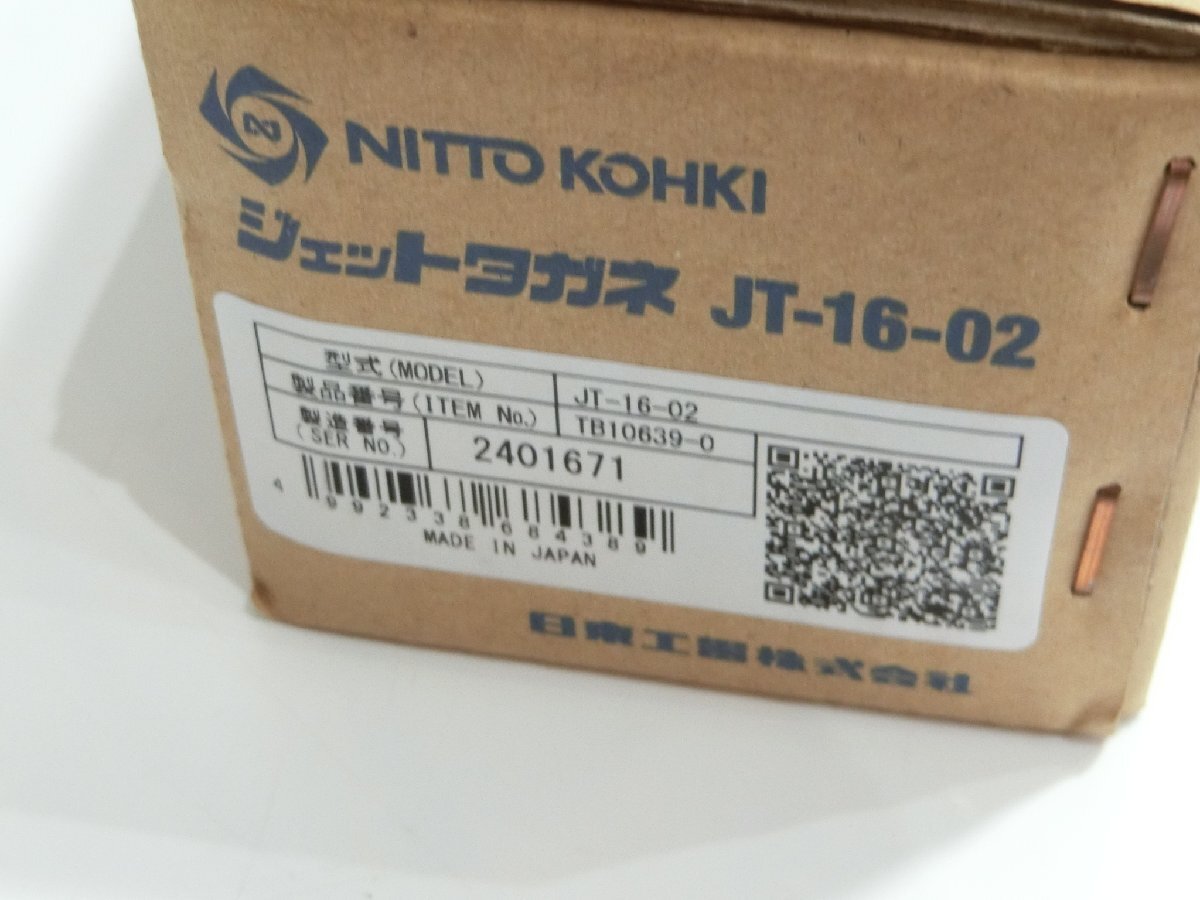 NITTO KOHKI
ジェットタガネ JT-16-02
型式(MODEL) JT-16-02
製品番号(ITEM No.) TB10639-0
製造番号
(SER NO.) 2401671
4 992338 684389
MADE IN JAPAN
日東工器株式会社